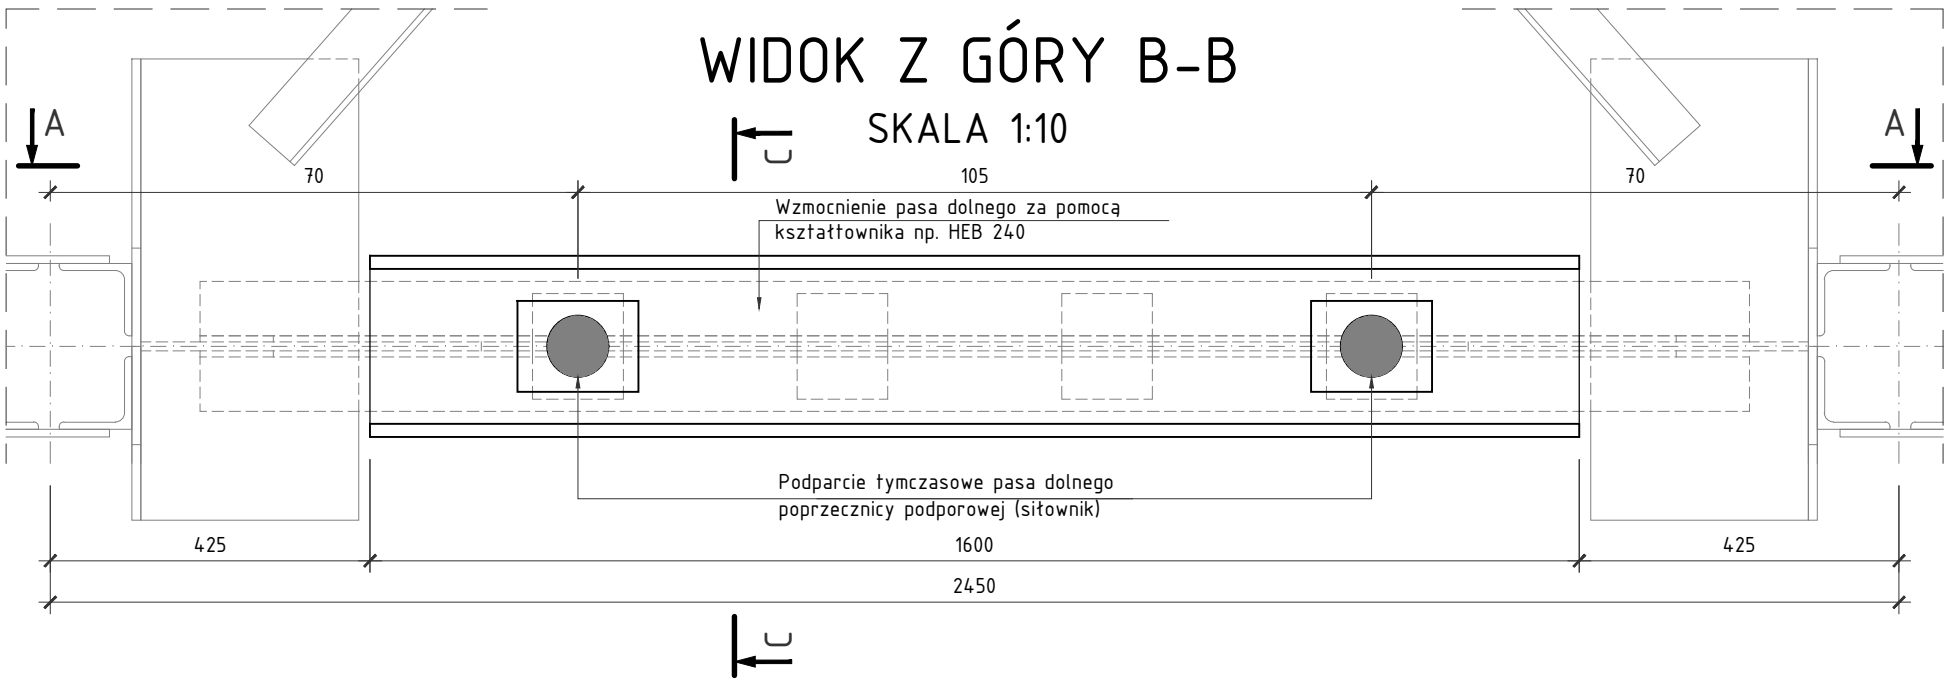 WIDOK Z GÓRY B-B
SKALA 1:10
A
A
C
70
105
70
Wzmocnienie pasa dolnego za pomocą
kształtownika np. HEB 240
Podparcie tymczasowe pasa dolnego
poprzecznicy podporowej (siłownik)
425
1600
425
2450
C